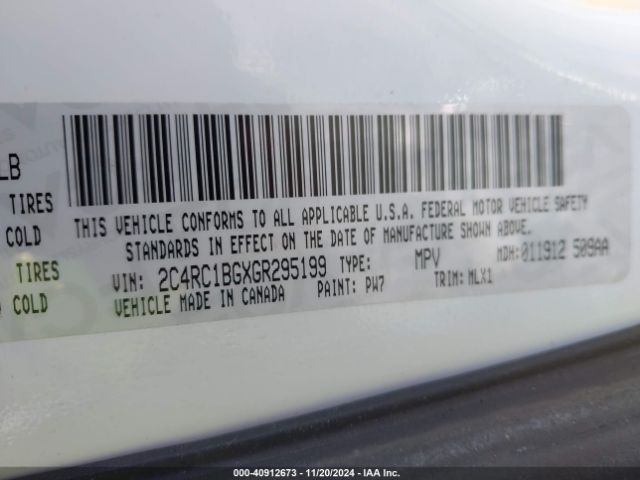 LB
TIRES
COLD
TIRES
COLD
THIS VEHICLE CONFORMS TO ALL APPLICABLE U.S.A. FEDERAL MOTOR VEHICLE SAFETY
STANDARDS IN EFFECT ON THE DATE OF MANUFACTURE SHOWN ABOVE.
VIN: 2C4RC1BGXGR295199 TYPE: MPV MDH: 011912 509AA
VEHICLE MADE IN CANADA PAINT: PW7 TRIM: MLX1
000-40912673 - 11/20/2024 - IAA Inc.